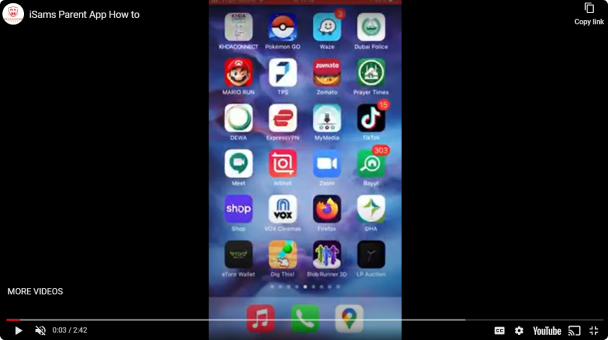 iSams Parent App How to
Copy link
3
KHDACONNECT Pokémon GO Waze Dubai Police
MARIO RUN TPS Zomato Prayer Times
15
DEWA ExpressVPN MyMedia TikTok
303
Meet InShot Zoom Bayut
shop VOX
Shop VOX Cinemas Firefox DHA
eToro Wallet Dig This! Blob Runner 3D LP Auction
MORE VIDEOS
0:03 / 2:42
CC
YouTube